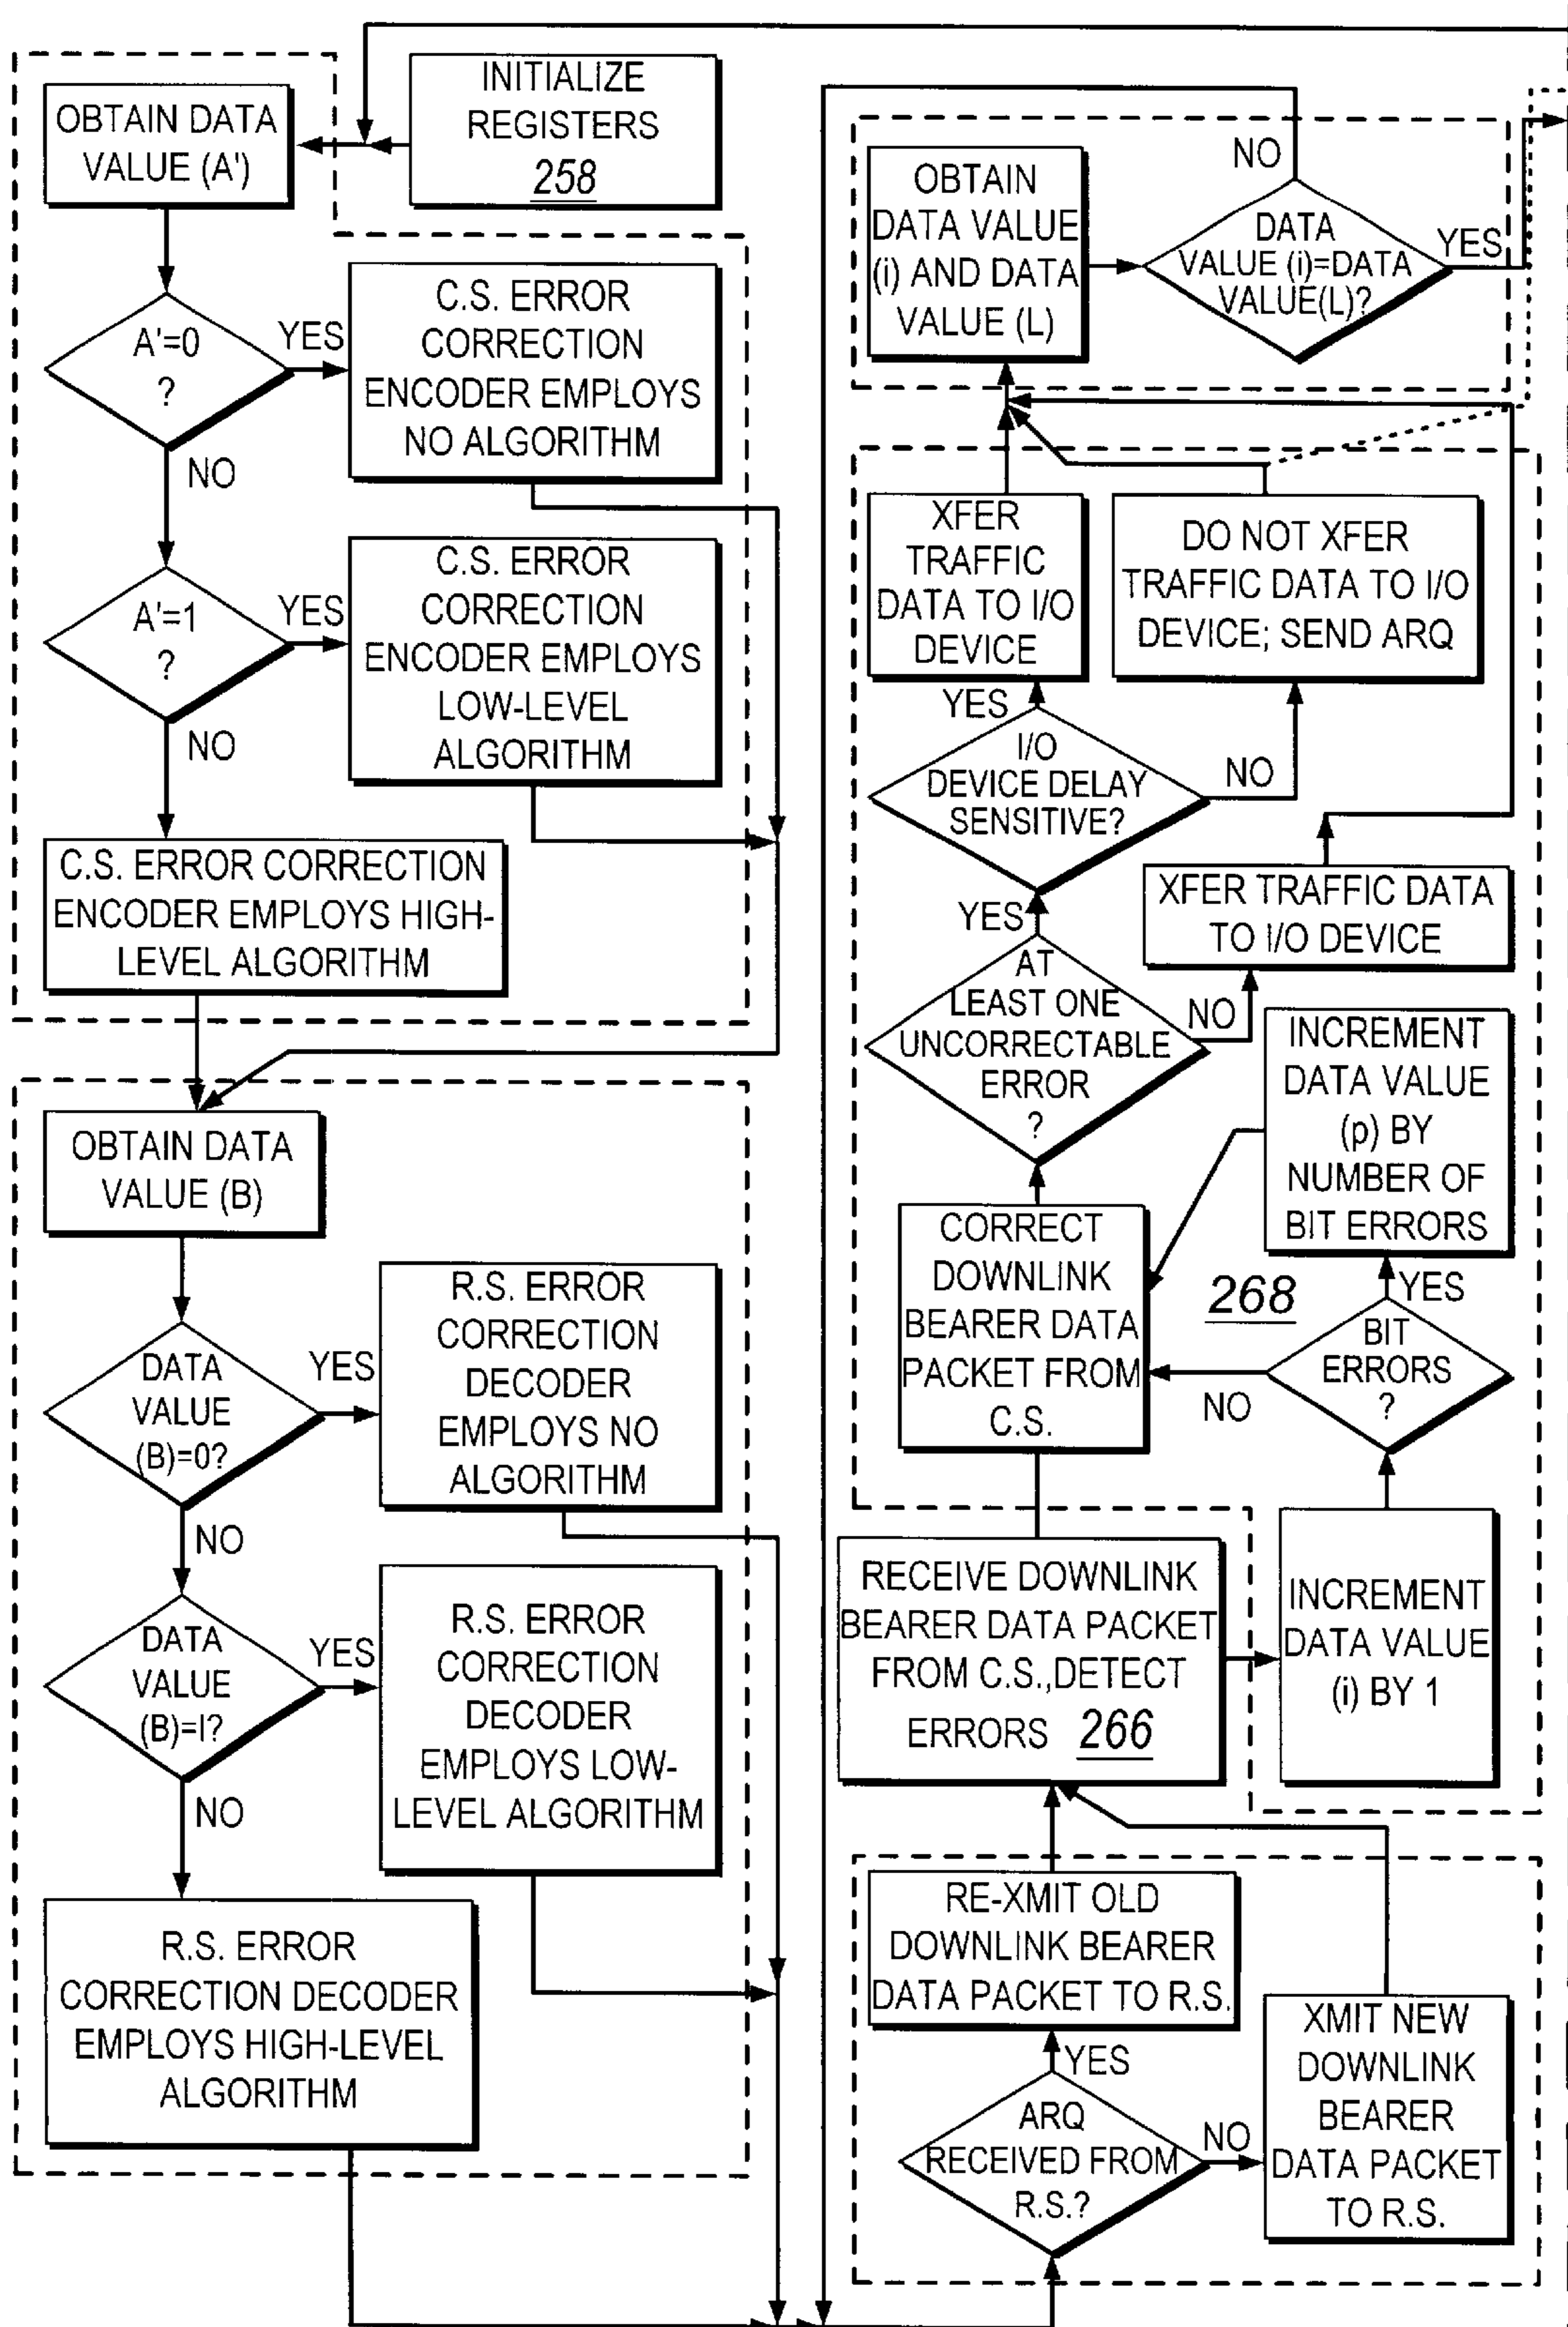 OBTAIN DATA
VALUE (A')
INITIALIZE
REGISTERS
258
A'=0
?
YES
NO
C.S. ERROR
CORRECTION
ENCODER EMPLOYS
NO ALGORITHM
A'=1
?
YES
NO
C.S. ERROR
CORRECTION
ENCODER EMPLOYS
LOW-LEVEL
ALGORITHM
C.S. ERROR CORRECTION
ENCODER EMPLOYS HIGH-
LEVEL ALGORITHM
OBTAIN DATA
VALUE (B)
DATA
VALUE
(B)=0?
YES
NO
R.S. ERROR
CORRECTION
DECODER
EMPLOYS NO
ALGORITHM
DATA
VALUE
(B)=I?
YES
NO
R.S. ERROR
CORRECTION
DECODER
EMPLOYS LOW-
LEVEL ALGORITHM
R.S. ERROR
CORRECTION DECODER
EMPLOYS HIGH-LEVEL
ALGORITHM
OBTAIN
DATA VALUE
(i) AND DATA
VALUE (L)
NO
DATA
VALUE (i)=DATA
VALUE(L)?
YES
XFER
TRAFFIC
DATA TO I/O
DEVICE
DO NOT XFER
TRAFFIC DATA TO I/O
DEVICE; SEND ARQ
YES
I/O
DEVICE DELAY
SENSITIVE?
NO
XFER TRAFFIC DATA
TO I/O DEVICE
YES
AT
LEAST ONE
UNCORRECTABLE
ERROR
?
NO
INCREMENT
DATA VALUE
(p) BY
NUMBER OF
BIT ERRORS
CORRECT
DOWNLINK
BEARER DATA
PACKET FROM
C.S.
268
YES
BIT
ERRORS
?
NO
RECEIVE DOWNLINK
BEARER DATA PACKET
FROM C.S.,DETECT
ERRORS 266
INCREMENT
DATA VALUE
(i) BY 1
RE-XMIT OLD
DOWNLINK BEARER
DATA PACKET TO R.S.
YES
ARQ
RECEIVED FROM
R.S.?
NO
XMIT NEW
DOWNLINK
BEARER
DATA PACKET
TO R.S.